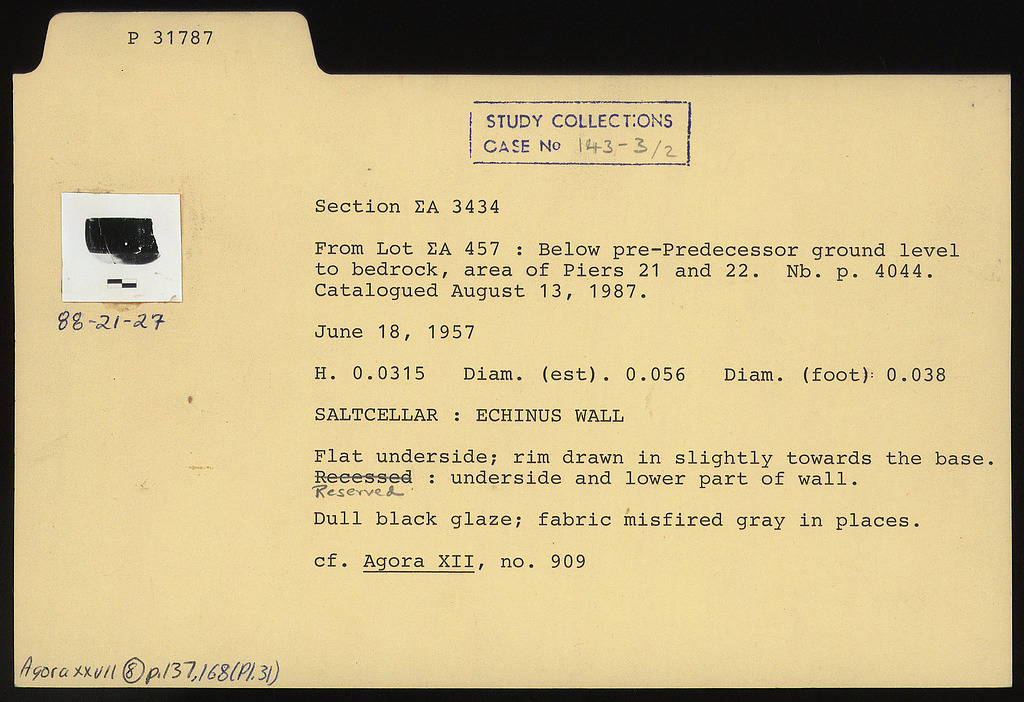 P 31787
STUDY COLLECTIONS
CASE No 143-3/2
Section ΣΑ 3434
From Lot ΣΑ 457 : Below pre-Predecessor ground level
to bedrock, area of Piers 21 and 22. Nb. p. 4044.
Catalogued August 13, 1987.
88-21-27
June 18, 1957
H. 0.0315 Diam. (est). 0.056 Diam. (foot): 0.038
SALTCELLAR : ECHINUS WALL
Flat underside; rim drawn in slightly towards the base.
Recessed : underside and lower part of wall.
Reserved
Dull black glaze; fabric misfired gray in places.
cf. Agora XII, no. 909
Agora xxvii (8) p.137,168(Pl.31)